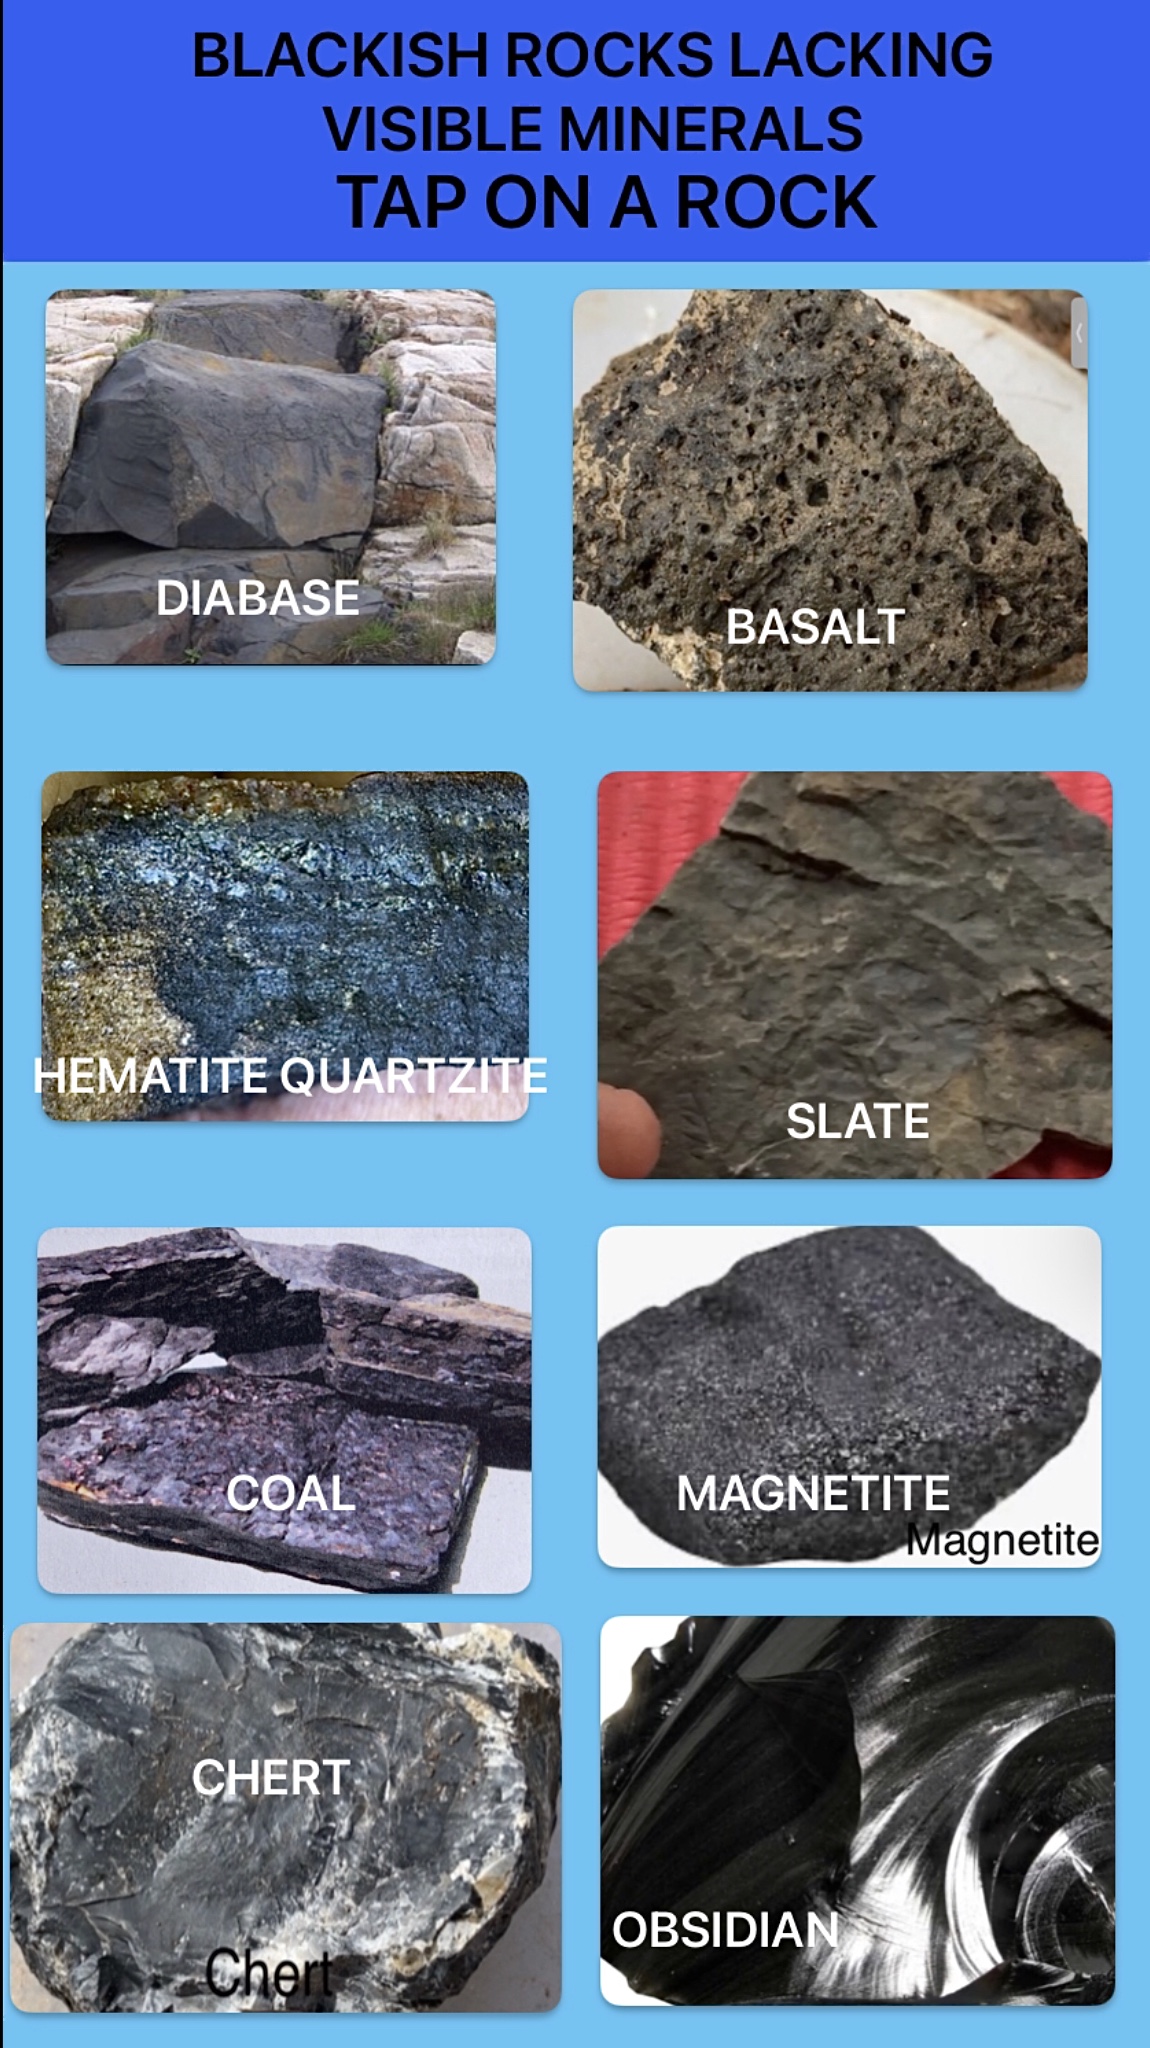 BLACKISH ROCKS LACKING
VISIBLE MINERALS
TAP ON A ROCK
DIABASE
BASALT
HEMATITE QUARTZITE
SLATE
COAL
MAGNETITE
Magnetite
CHERT
Chert
OBSIDIAN